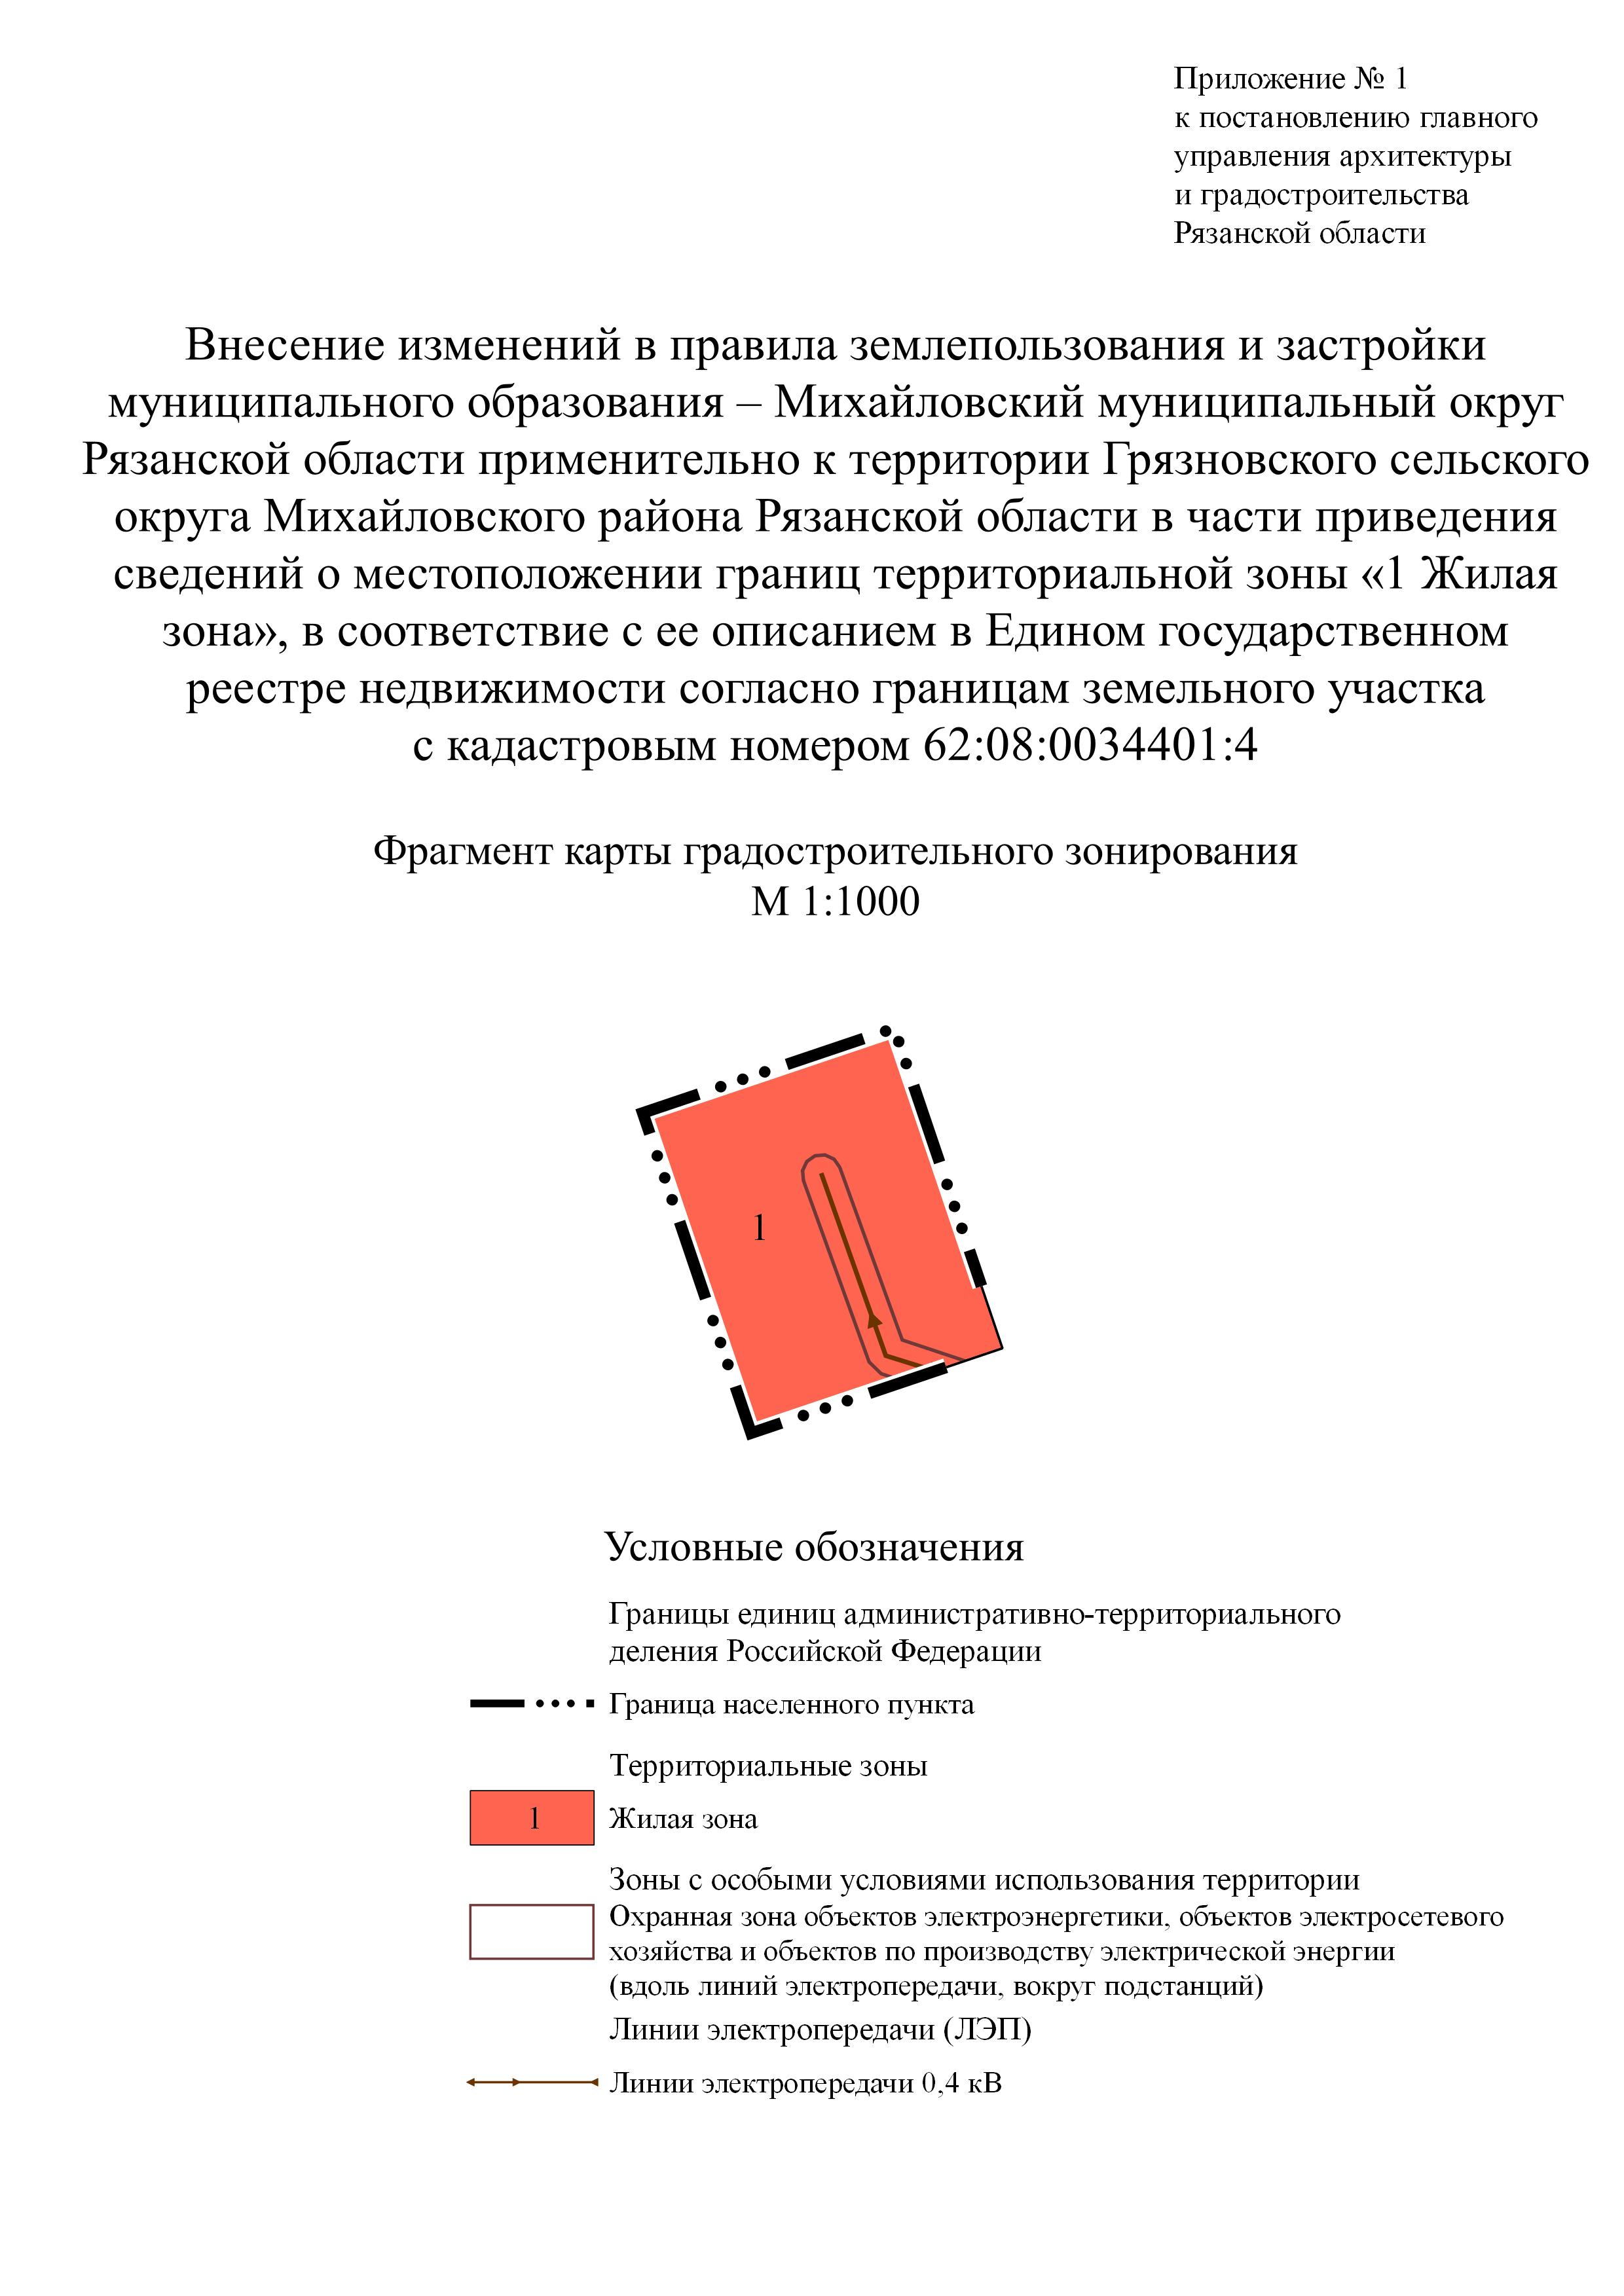 Приложение № 1
к постановлению главного
управления архитектуры
и градостроительства
Рязанской области
Внесение изменений в правила землепользования и застройки
муниципального образования – Михайловский муниципальный округ
Рязанской области применительно к территории Грязновского сельского
округа Михайловского района Рязанской области в части приведения
сведений о местоположении границ территориальной зоны «1 Жилая
зона», в соответствие с ее описанием в Едином государственном
реестре недвижимости согласно границам земельного участка
с кадастровым номером 62:08:0034401:4
Фрагмент карты градостроительного зонирования
М 1:1000
1
Условные обозначения
Границы единиц административно-территориального
деления Российской Федерации
Граница населенного пункта
Территориальные зоны
1 Жилая зона
Зоны с особыми условиями использования территории
Охранная зона объектов электроэнергетики, объектов электросетевого
хозяйства и объектов по производству электрической энергии
(вдоль линий электропередачи, вокруг подстанций)
Линии электропередачи (ЛЭП)
Линии электропередачи 0,4 кВ